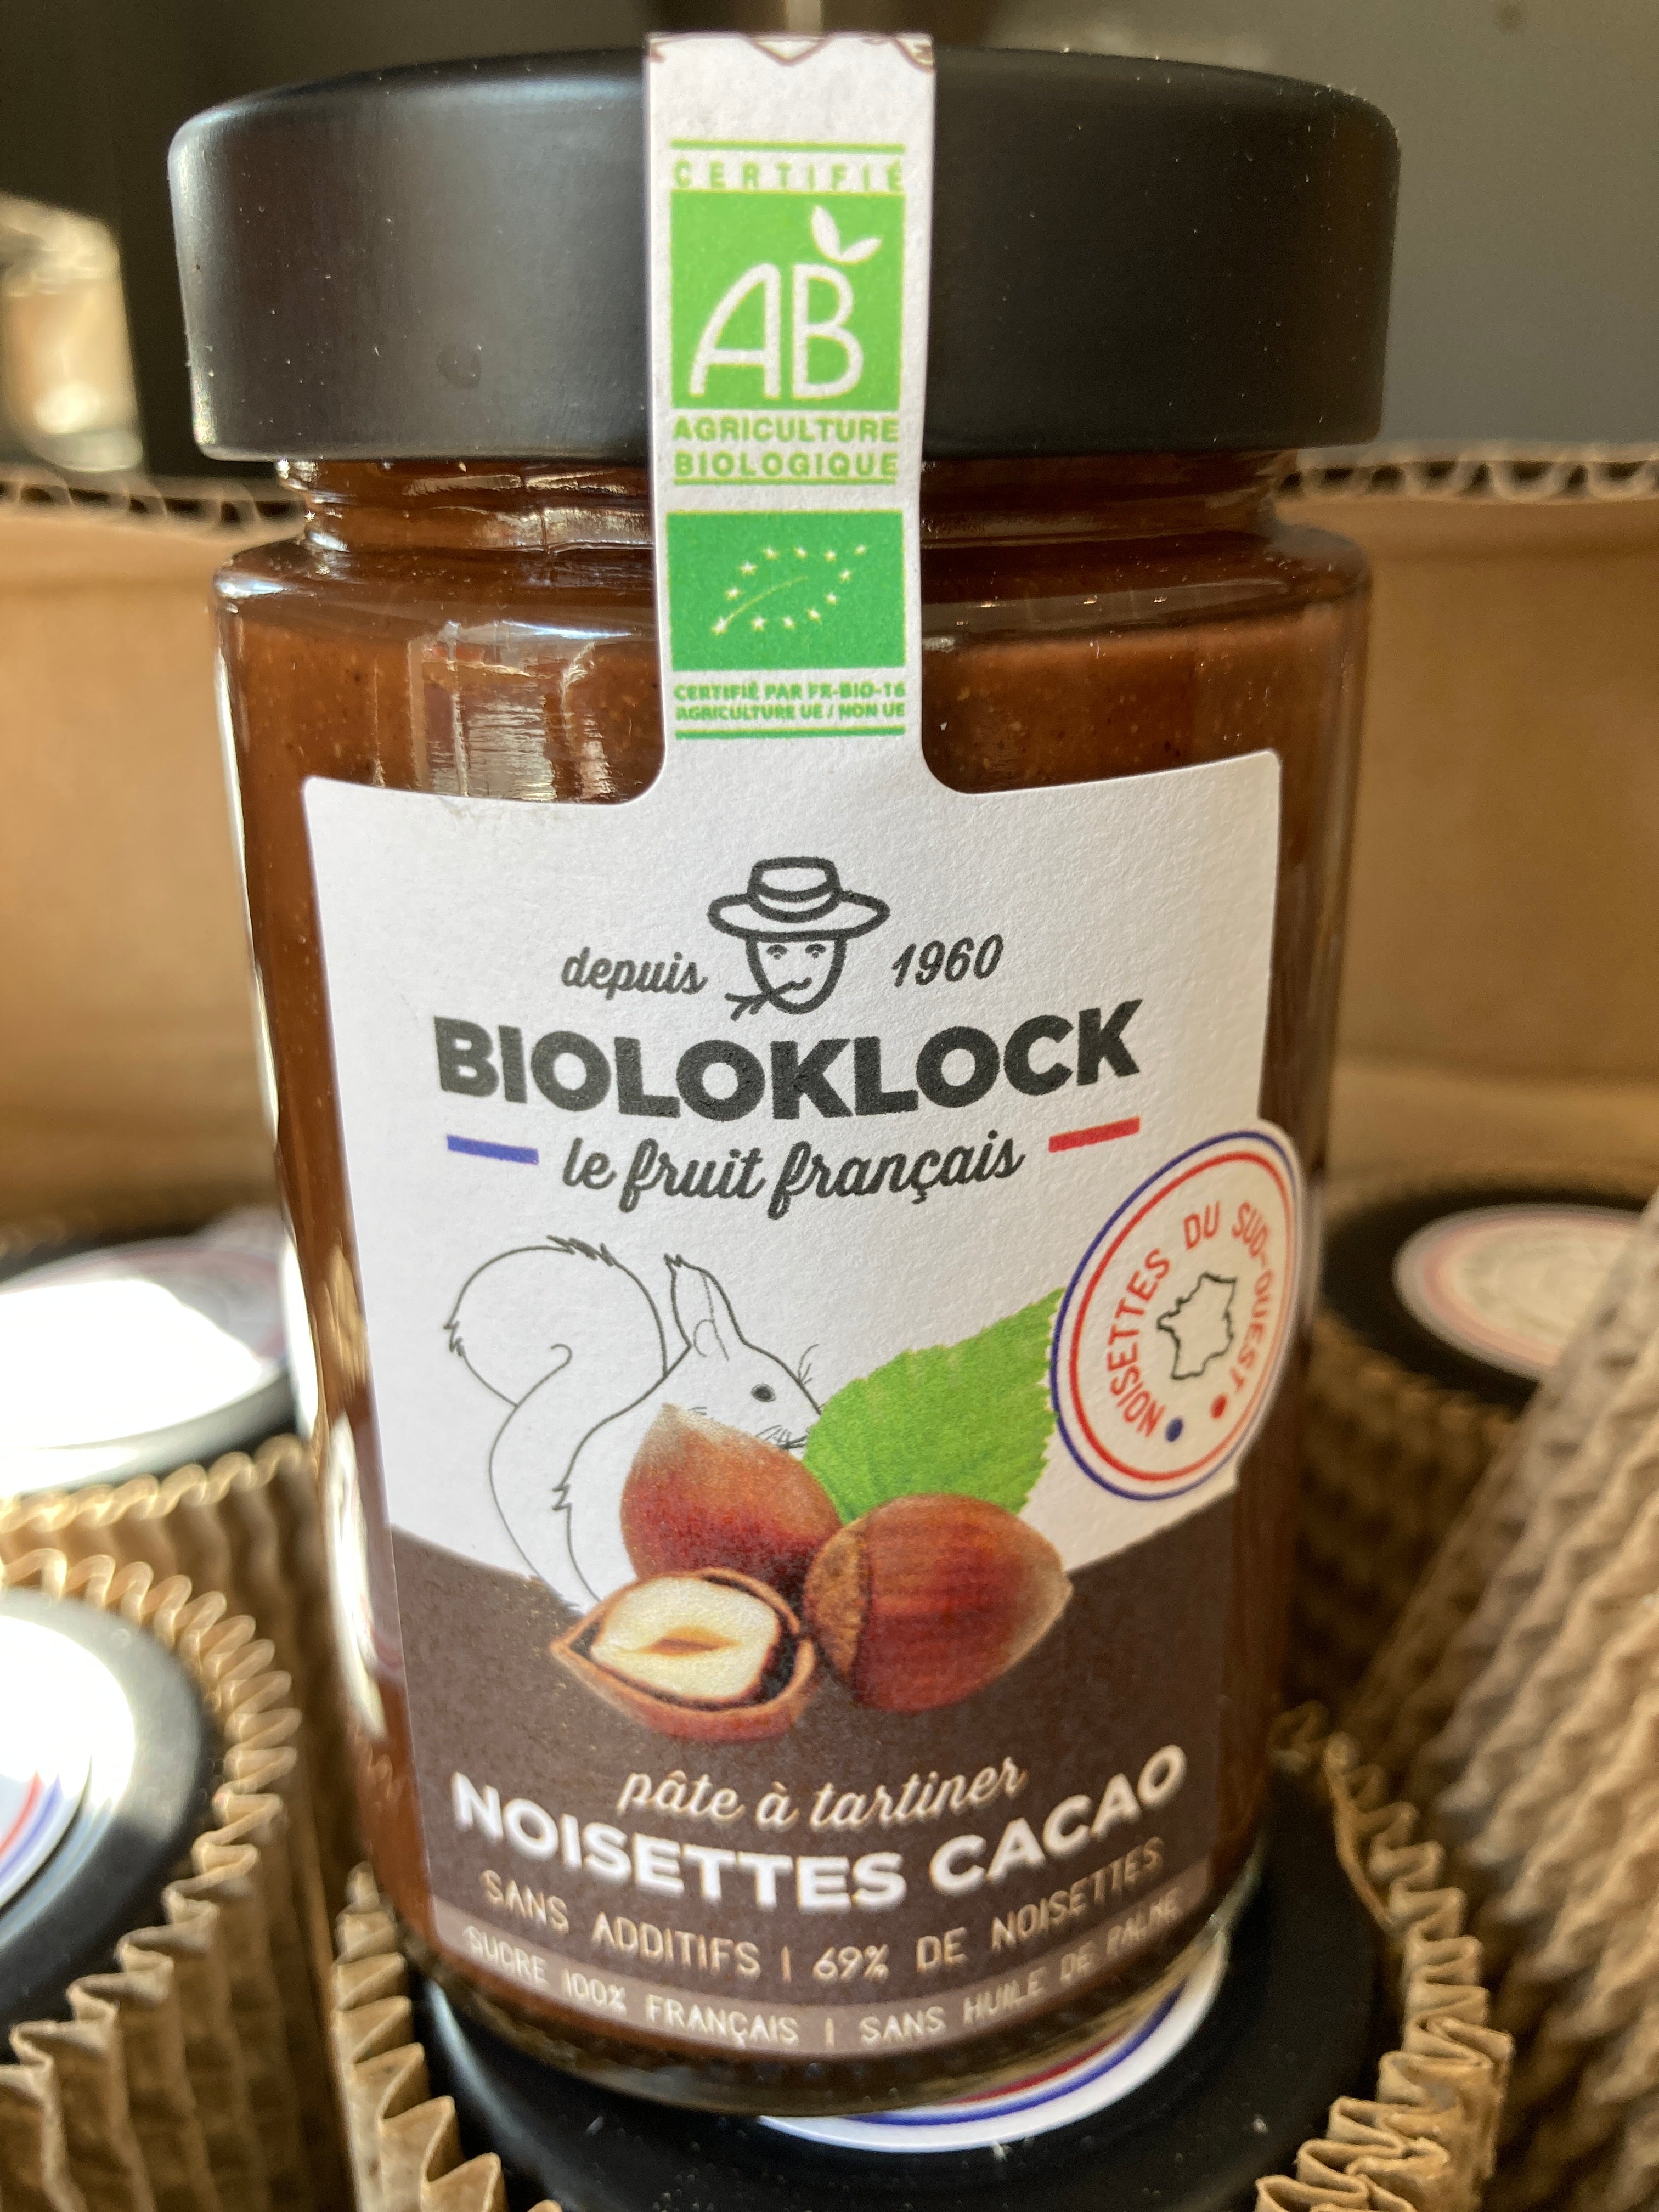 CERTIFIÉ
AB
AGRICULTURE
BIOLOGIQUE
CERTIFIÉ PAR FR-BIO-16
AGRICULTURE UE / NON UE
depuis 1960
BIOLOKLOCK
le fruit français
NOISETTES DU SUD-OUEST
pâte à tartiner
NOISETTES CACAO
SANS ADDITIFS | 69% DE NOISETTES
SUCRE 100% FRANÇAIS | SANS HUILE DE PALME